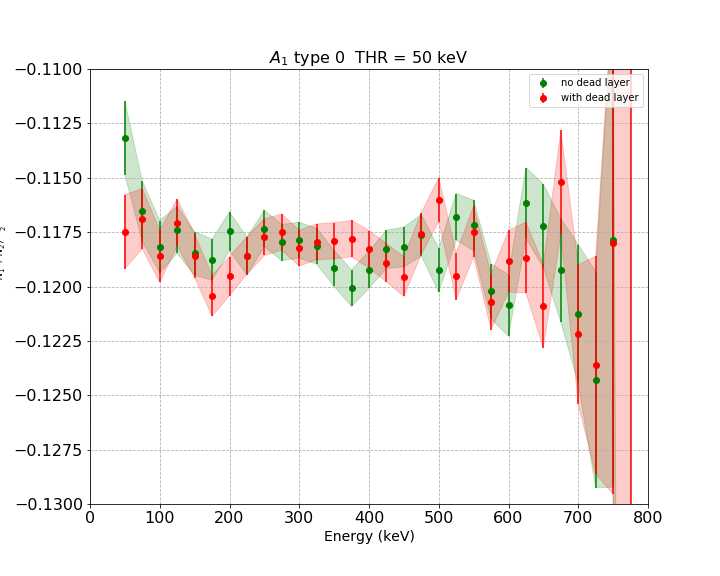 A₁ type 0 THR = 50 keV
no dead layer
with dead layer
−0.1100
−0.1125
−0.1150
−0.1175
−0.1200
−0.1225
−0.1250
−0.1275
−0.1300
0 100 200 300 400 500 600 700 800
Energy (keV)